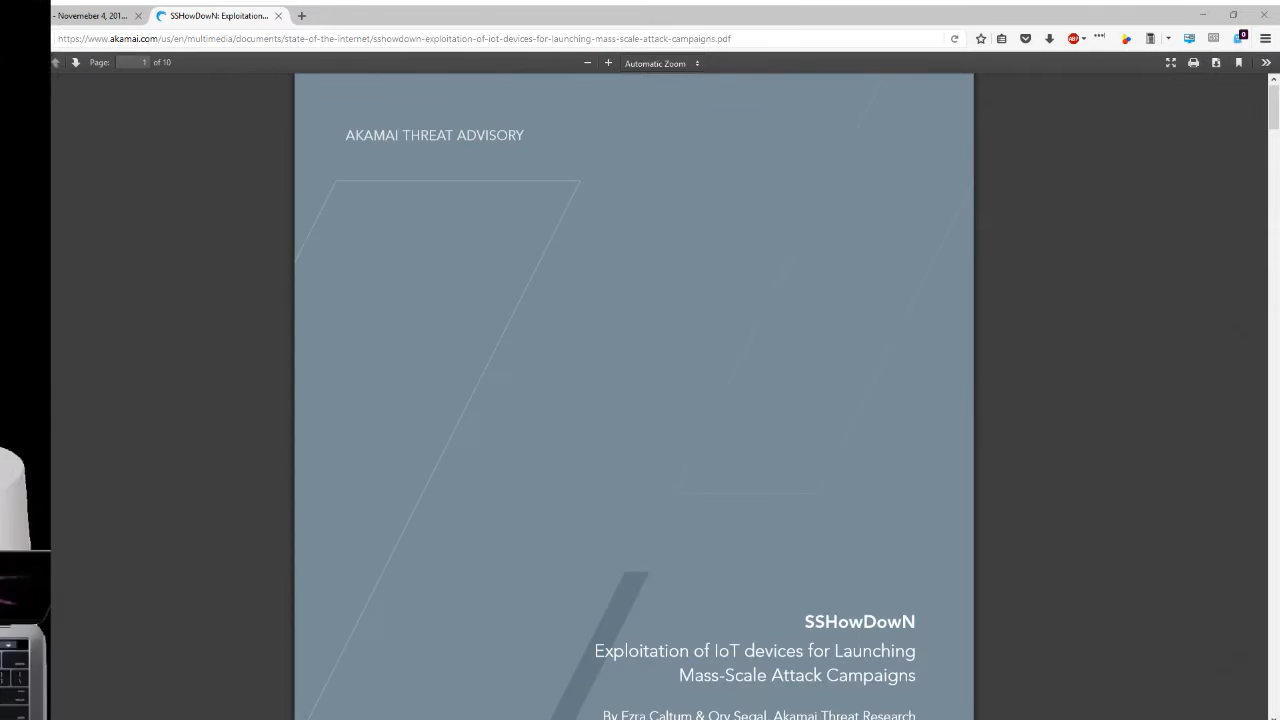 - Novemeber 4, 201...
SSHowDowN: Exploitation...
https://www.akamai.com/us/en/multimedia/documents/state-of-the-internet/sshowdown-exploitation-of-iot-devices-for-launching-mass-scale-attack-campaigns.pdf
ABP
0
Page: 1 of 10
Automatic Zoom
AKAMAI THREAT ADVISORY
SSHowDowN
Exploitation of IoT devices for Launching
Mass-Scale Attack Campaigns
By Ezra Caltum & Ory Segal, Akamai Threat Research